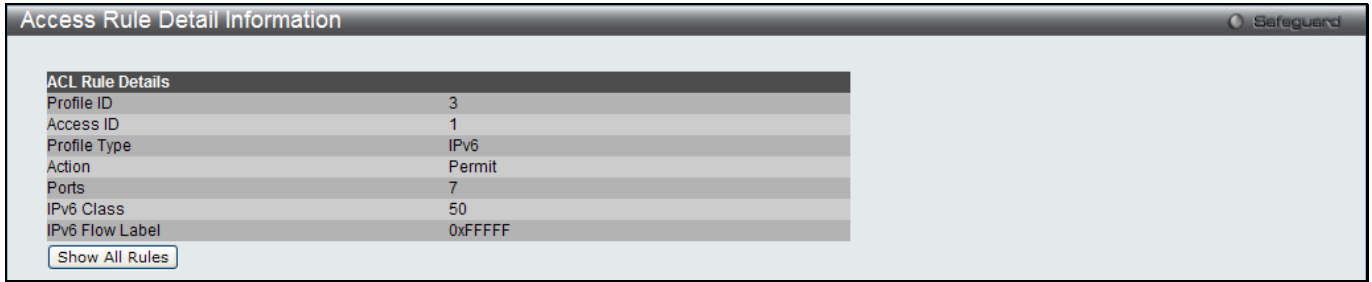 Access Rule Detail Information
Safeguard
ACL Rule Details
Profile ID 3
Access ID 1
Profile Type IPv6
Action Permit
Ports 7
IPv6 Class 50
IPv6 Flow Label 0xFFFFF
Show All Rules